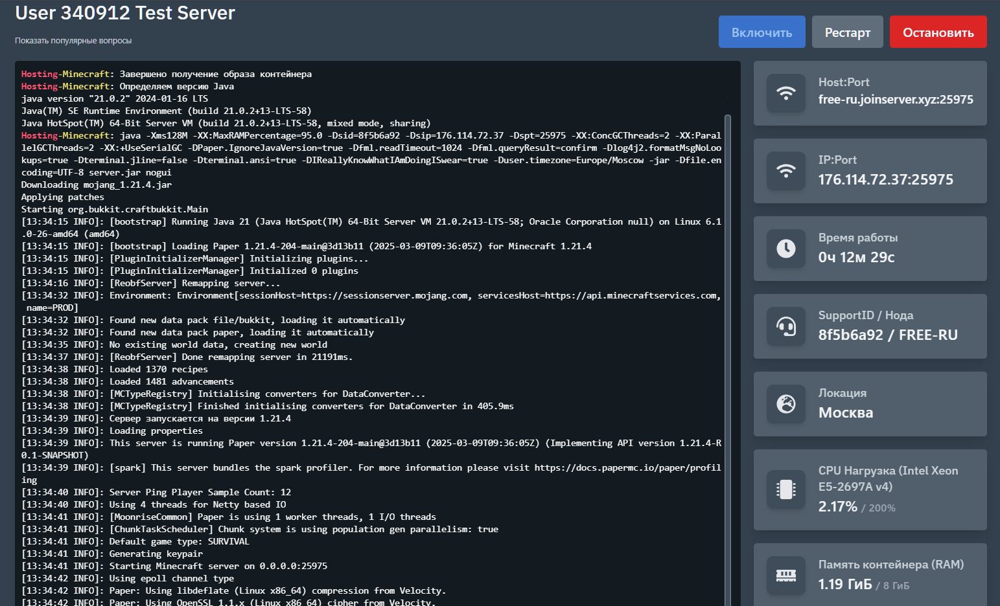 User 340912 Test Server
Показать популярные вопросы
Включить
Рестарт
Остановить
Hosting-Minecraft: Завершено получение образа контейнера
Hosting-Minecraft: Определяем версию Java
java version "21.0.2" 2024-01-16 LTS
Java(TM) SE Runtime Environment (build 21.0.2+13-LTS-58)
Java HotSpot(TM) 64-Bit Server VM (build 21.0.2+13-LTS-58, mixed mode, sharing)
Hosting-Minecraft: java -Xms128M -XX:MaxRAMPercentage=95.0 -Dsid=8f5b6a92 -Dsip=176.114.72.37 -Dspt=25975 -XX:ConcGCThreads=2 -XX:Paral
lelGCThreads=2 -XX:+UseSerialGC -DPaper.IgnoreJavaVersion=true -Dfml.readTimeout=1024 -Dfml.queryResult=confirm -Dlog4j2.formatMsgNoLoo
kups=true -Dterminal.jline=false -Dterminal.ansi=true -DIReallyKnowWhatIAmDoingISwear=true -Duser.timezone=Europe/Moscow -jar -Dfile.en
coding=UTF-8 server.jar nogui
Downloading mojang_1.21.4.jar
Applying patches
Starting org.bukkit.craftbukkit.Main
[13:34:15 INFO]: [bootstrap] Running Java 21 (Java HotSpot(TM) 64-Bit Server VM 21.0.2+13-LTS-58; Oracle Corporation null) on Linux 6.1
.0-26-amd64 (amd64)
[13:34:15 INFO]: [bootstrap] Loading Paper 1.21.4-204-main@3d13b11 (2025-03-09T09:36:05Z) for Minecraft 1.21.4
[13:34:15 INFO]: [PluginInitializerManager] Initializing plugins...
[13:34:15 INFO]: [PluginInitializerManager] Initialized 0 plugins
[13:34:16 INFO]: [ReobfServer] Remapping server...
[13:34:32 INFO]: Environment: Environment[sessionHost=https://sessionserver.mojang.com, servicesHost=https://api.minecraftservices.com,
name=PROD]
[13:34:32 INFO]: Found new data pack file/bukkit, loading it automatically
[13:34:32 INFO]: Found new data pack paper, loading it automatically
[13:34:35 INFO]: No existing world data, creating new world
[13:34:37 INFO]: [ReobfServer] Done remapping server in 21191ms.
[13:34:38 INFO]: Loaded 1370 recipes
[13:34:38 INFO]: Loaded 1481 advancements
[13:34:38 INFO]: [MCTypeRegistry] Initialising converters for DataConverter...
[13:34:38 INFO]: [MCTypeRegistry] Finished initialising converters for DataConverter in 405.9ms
[13:34:39 INFO]: Сервер запускается на версии 1.21.4
[13:34:39 INFO]: Loading properties
[13:34:39 INFO]: This server is running Paper version 1.21.4-204-main@3d13b11 (2025-03-09T09:36:05Z) (Implementing API version 1.21.4-R
0.1-SNAPSHOT)
[13:34:39 INFO]: [spark] This server bundles the spark profiler. For more information please visit https://docs.papermc.io/paper/profil
ing
[13:34:40 INFO]: Server Ping Player Sample Count: 12
[13:34:40 INFO]: Using 4 threads for Netty based IO
[13:34:41 INFO]: [MoonriseCommon] Paper is using 1 worker threads, 1 I/O threads
[13:34:41 INFO]: [ChunkTaskScheduler] Chunk system is using population gen parallelism: true
[13:34:41 INFO]: Default game type: SURVIVAL
[13:34:41 INFO]: Generating keypair
[13:34:41 INFO]: Starting Minecraft server on 0.0.0.0:25975
[13:34:42 INFO]: Using epoll channel type
[13:34:42 INFO]: Paper: Using libdeflate (Linux x86_64) compression from Velocity.
[13:34:42 INFO]: Paper: Using OpenSSL 1.1.x (Linux x86_64) cipher from Velocity.
Host:Port
free-ru.joinserver.xyz:25975
IP:Port
176.114.72.37:25975
Время работы
0ч 12м 29с
SupportID / Нода
8f5b6a92 / FREE-RU
Локация
Москва
CPU Нагрузка (Intel Xeon
E5-2697A v4)
2.17% / 200%
Память контейнера (RAM)
1.19 ГиБ / 8 ГиБ